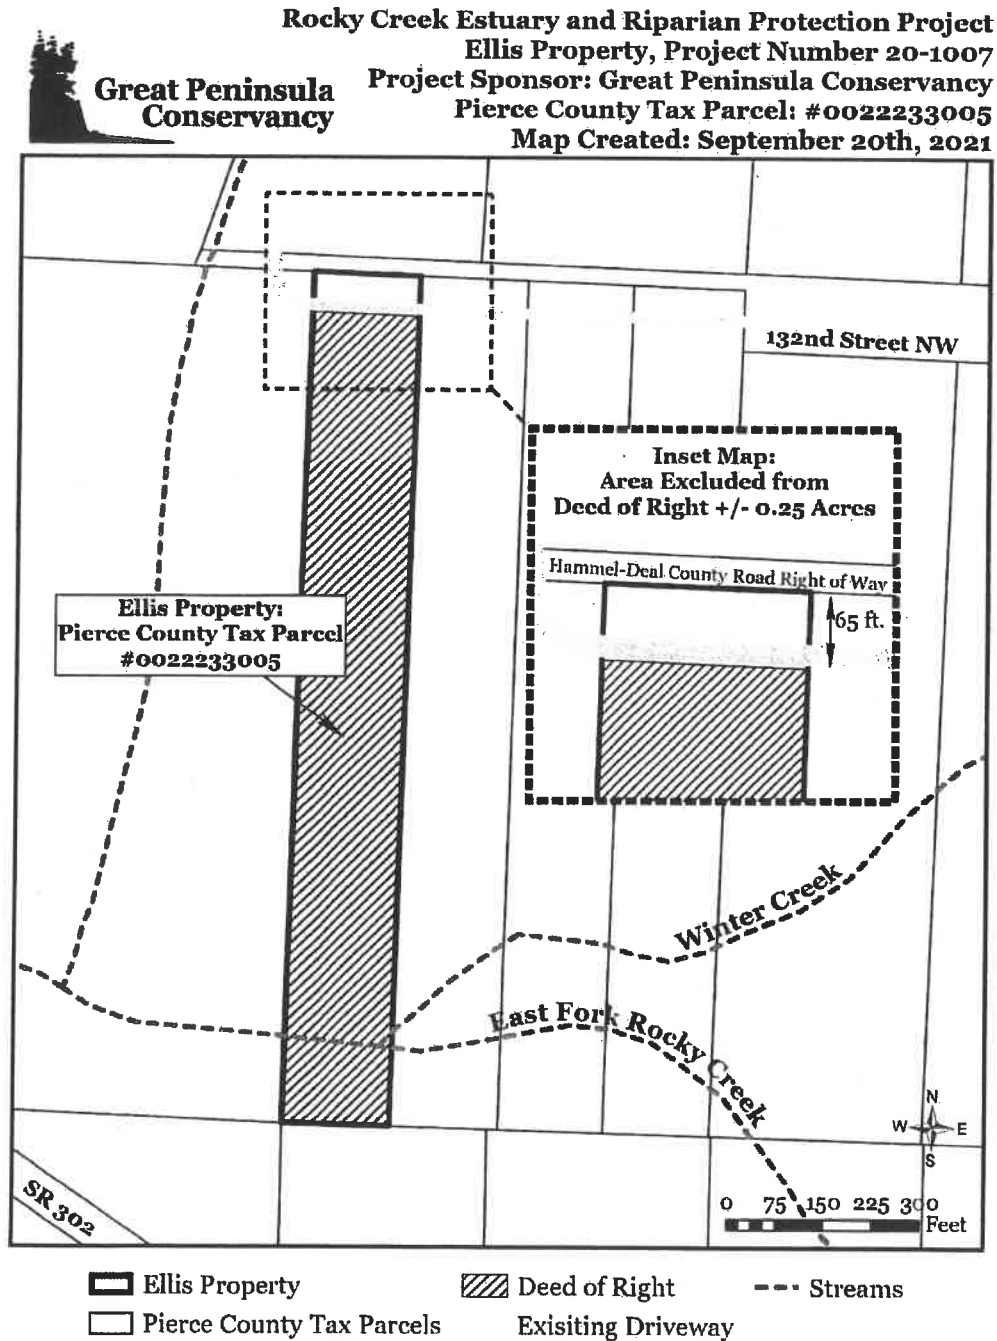 Rocky Creek Estuary and Riparian Protection Project
Ellis Property, Project Number 20-1007
Project Sponsor: Great Peninsula Conservancy
Pierce County Tax Parcel: #0022233005
Map Created: September 20th, 2021
Great Peninsula
Conservancy
132nd Street NW
Inset Map:
Area Excluded from
Deed of Right +/- 0.25 Acres
Hammel-Deal County Road Right of Way
65 ft.
Ellis Property:
Pierce County Tax Parcel
#0022233005
Winter Creek
East Fork Rocky Creek
N
W E
S
SR 302
0 75 150 225 300
Feet
Ellis Property
Deed of Right
Streams
Pierce County Tax Parcels
Exisiting Driveway